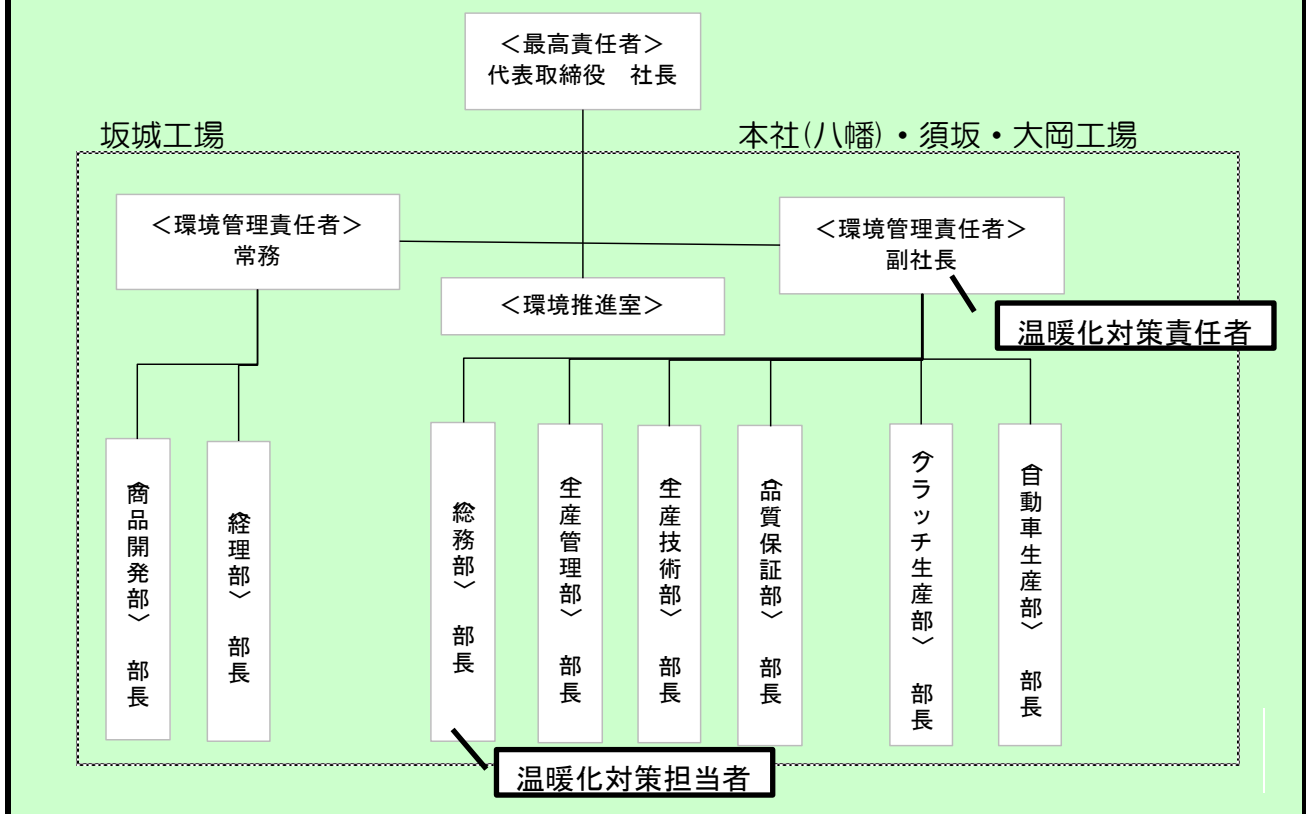 ＜最高責任者＞
代表取締役　社長
坂城工場
本社(八幡)・須坂・大岡工場
＜環境管理責任者＞
常務
＜環境管理責任者＞
副社長
＜環境推進室＞
温暖化対策責任者
〈商品開発部〉　部長
〈経理部〉　部長
〈総務部〉　部長
〈生産管理部〉　部長
〈生産技術部〉　部長
〈品質保証部〉　部長
〈クラッチ生産部〉　部長
〈自動車生産部〉　部長
温暖化対策担当者